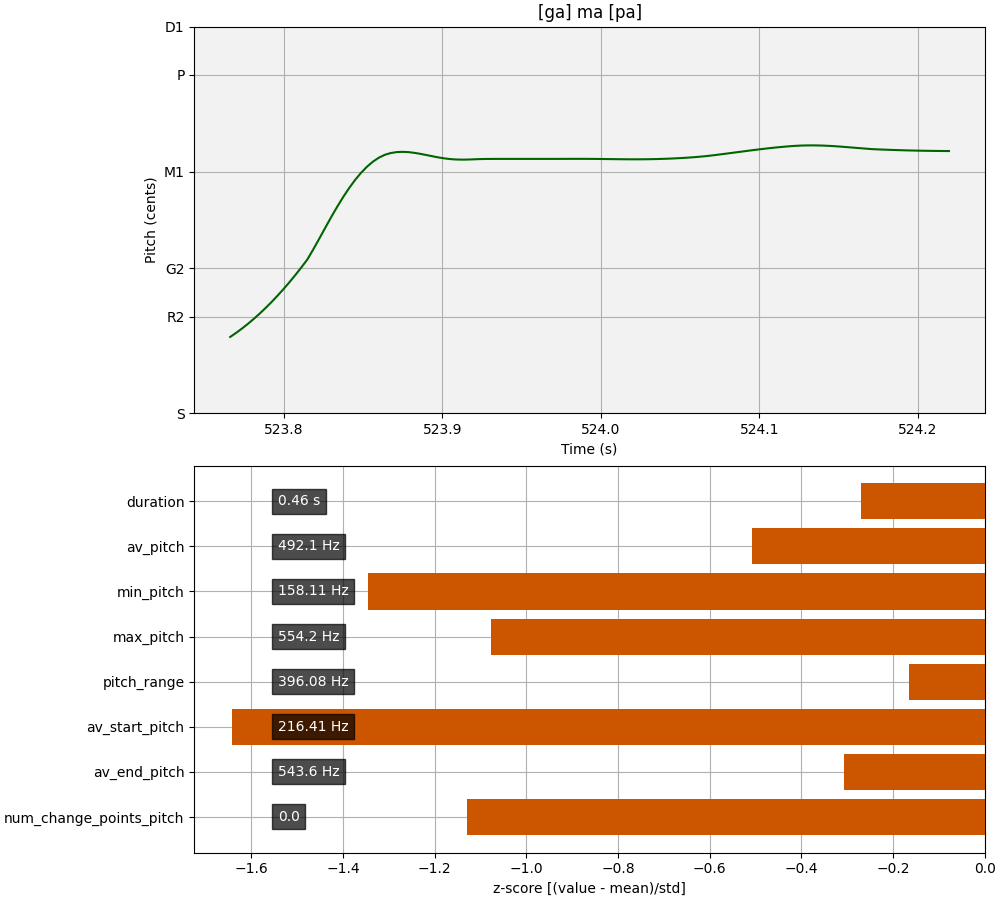 [ga] ma [pa]
D1
P
M1
G2
R2
S
Pitch (cents)
523.8 523.9 524.0 524.1 524.2
Time (s)
duration 0.46 s
av_pitch 492.1 Hz
min_pitch 158.11 Hz
max_pitch 554.2 Hz
pitch_range 396.08 Hz
av_start_pitch 216.41 Hz
av_end_pitch 543.6 Hz
num_change_points_pitch 0.0
−1.6 −1.4 −1.2 −1.0 −0.8 −0.6 −0.4 −0.2 0.0
z-score [(value - mean)/std]